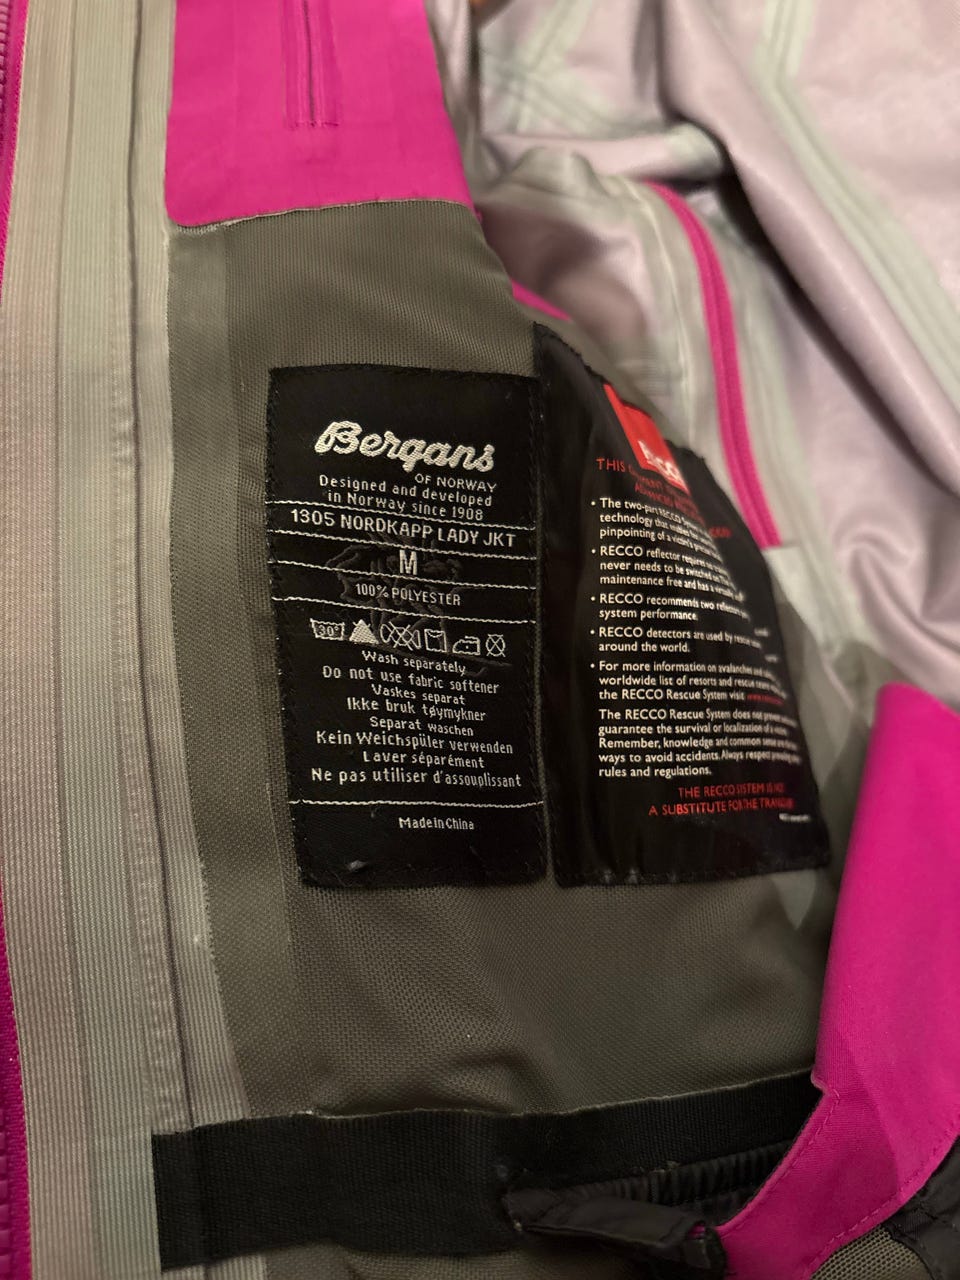 Bergans
OF NORWAY
Designed and developed
in Norway since 1908
1305 NORDKAPP LADY JKT
M
100% POLYESTER
30°
Wash separately
Do not use fabric softener
Vaskes separat
Ikke bruk tøymykner
Separat waschen
Kein Weichspüler verwenden
Laver séparément
Ne pas utiliser d'assouplissant
Made in China
THIS
• The two-part RECCO
technology that
pinpointing of a victim's
• RECCO reflector requires no
never needs to be switched
maintenance free and has a virtually
• RECCO recommends two reflectors
system performance.
• RECCO detectors are used by rescue
around the world.
• For more information on avalanches and
worldwide list of resorts and rescue
the RECCO Rescue System visit
The RECCO Rescue System does not prevent
guarantee the survival or localization of a
Remember, knowledge and common sense are
ways to avoid accidents. Always respect
rules and regulations.
THE RECCO SYSTEM IS NOT
A SUBSTITUTE FOR THE